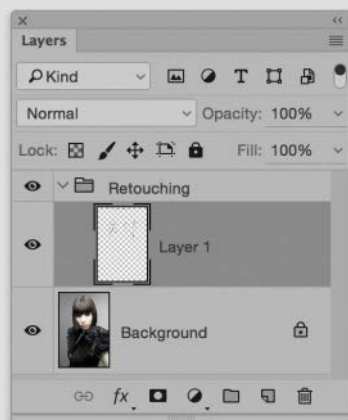 Layers
Kind
Normal Opacity: 100%
Lock: Fill: 100%
Retouching
Layer 1
Background
fx